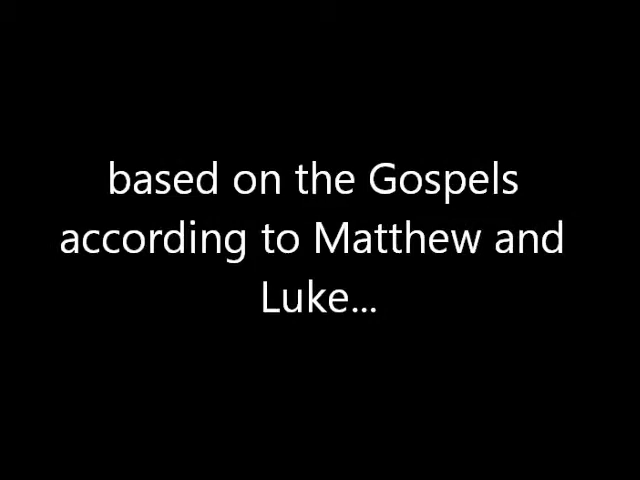 based on the Gospels
according to Matthew and
Luke...